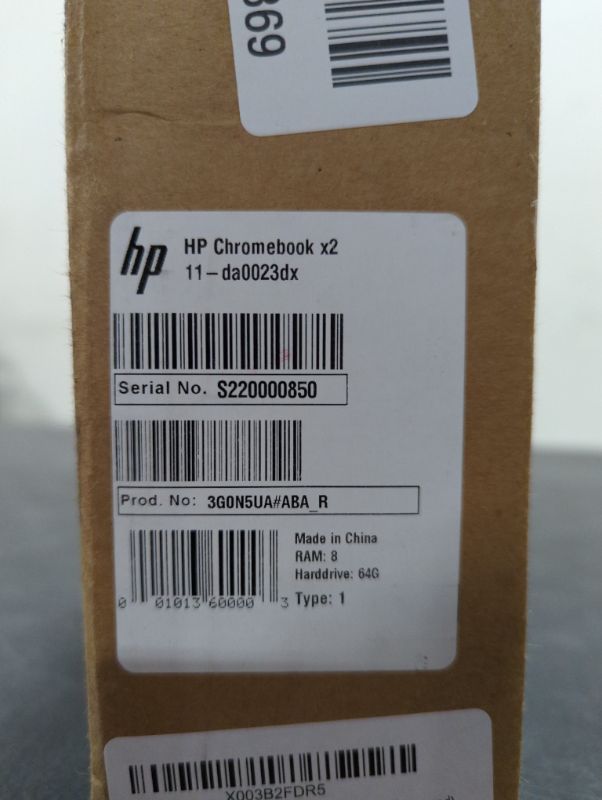 869
hp
HP Chromebook x2
11-da0023dx
Serial No. S220000850
Prod. No: 3G0N5UA#ABA_R
Made in China
RAM: 8
Harddrive: 64G
Type: 1
0 01013 60000 3
X003B2FDR5